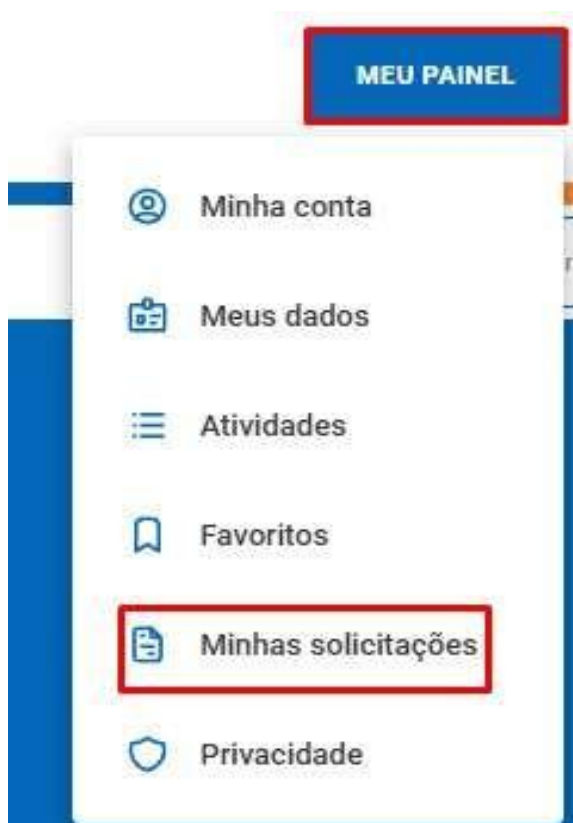 MEU PAINEL
Minha conta
Meus dados
Atividades
Favoritos
Minhas solicitações
Privacidade